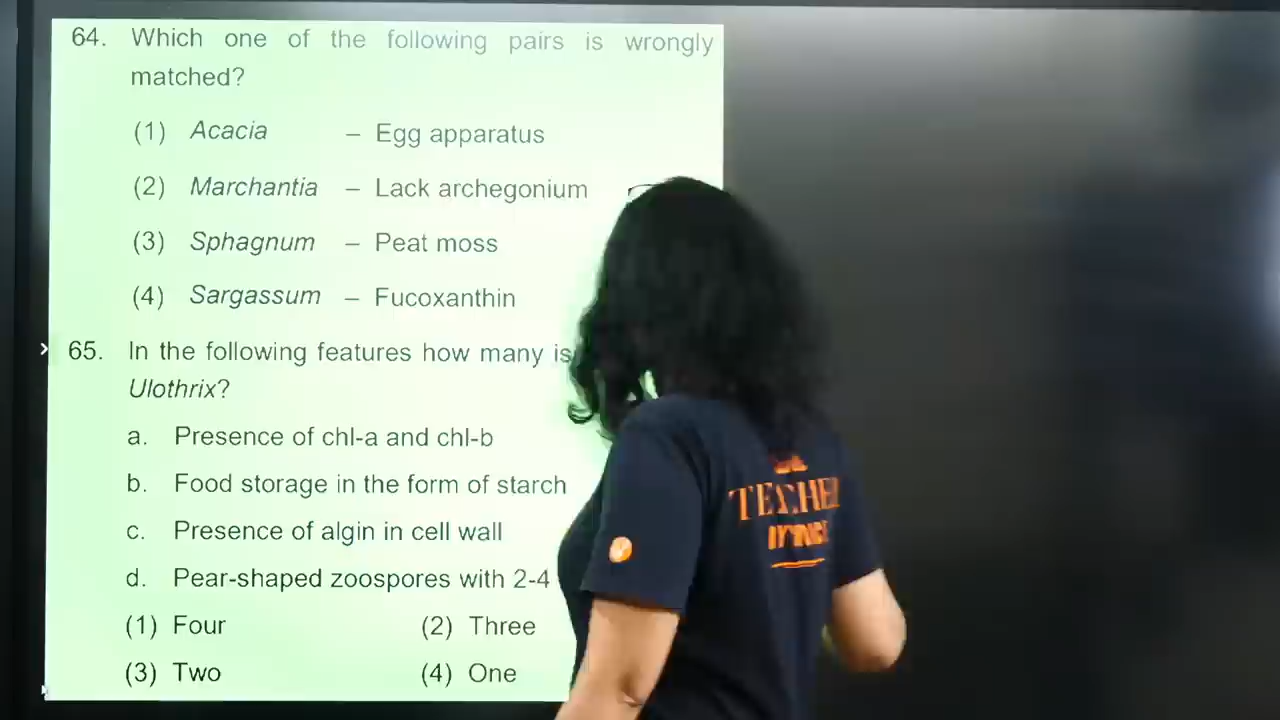 64. Which one of the following pairs is wrongly
matched?
(1) Acacia – Egg apparatus
(2) Marchantia – Lack archegonium
(3) Sphagnum – Peat moss
(4) Sargassum – Fucoxanthin
65. In the following features how many is
Ulothrix?
a. Presence of chl-a and chl-b
b. Food storage in the form of starch
c. Presence of algin in cell wall
d. Pear-shaped zoospores with 2-4
(1) Four (2) Three
(3) Two (4) One